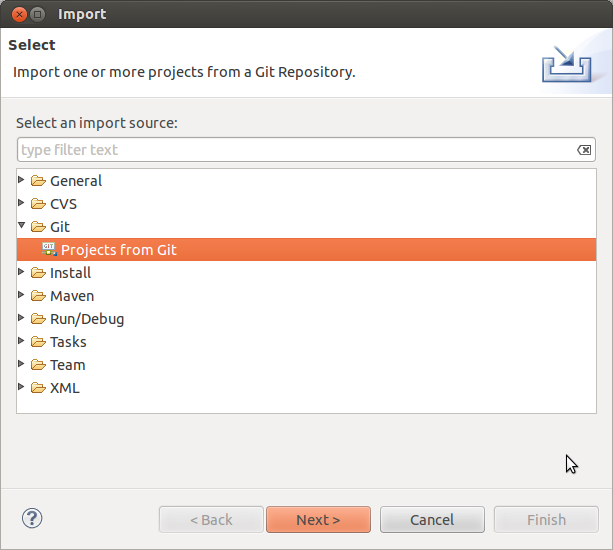 Import
Select
Import one or more projects from a Git Repository.
Select an import source:
type filter text
General
CVS
Git
GIT
Projects from Git
Install
Maven
Run/Debug
Tasks
Team
XML
?
< Back
Next >
Cancel
Finish